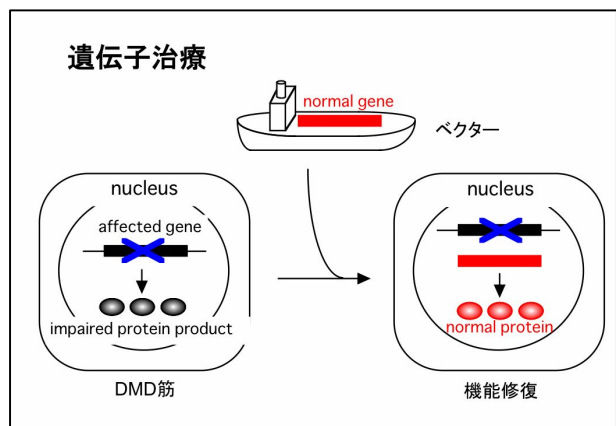 遺伝子治療
normal gene
ベクター
nucleus
affected gene
impaired protein product
DMD筋
nucleus
normal protein
機能修復